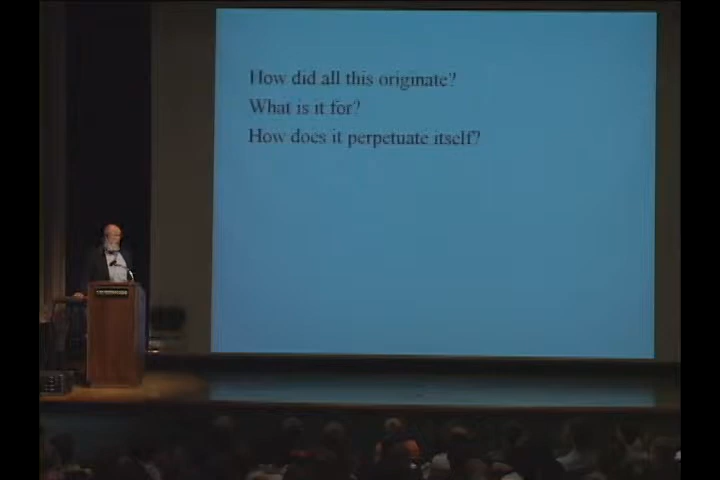 How did all this originate?
What is it for?
How does it perpetuate itself?